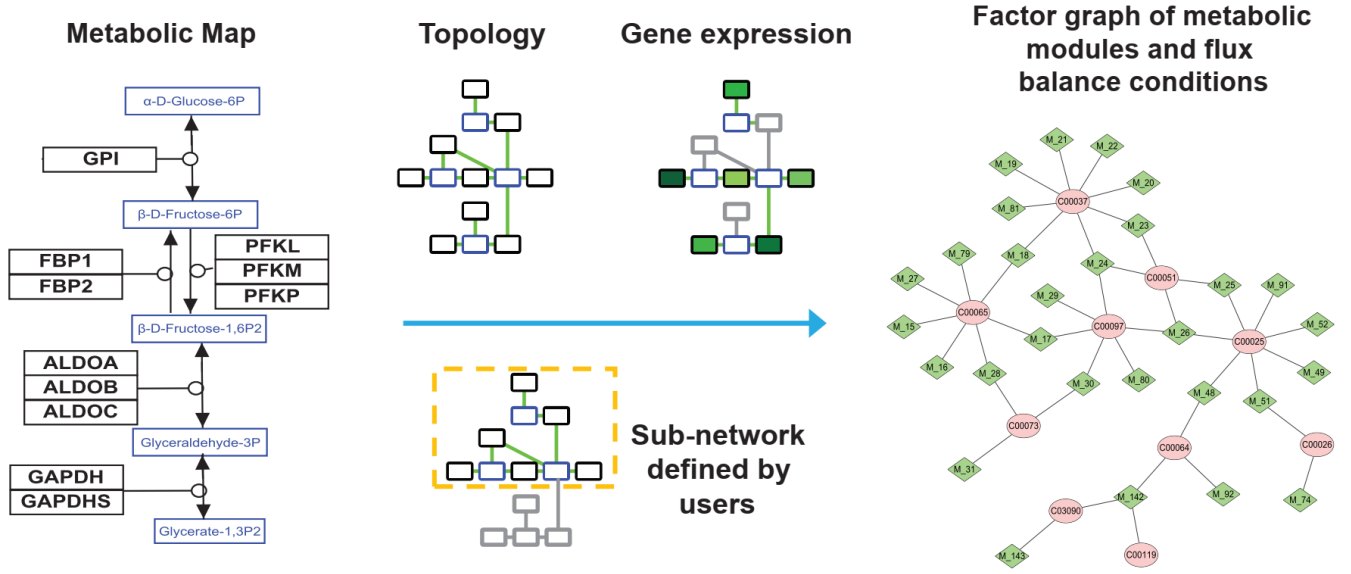 Metabolic Map
Topology
Gene expression
Factor graph of metabolic
modules and flux
balance conditions
α-D-Glucose-6P
GPI
β-D-Fructose-6P
FBP1
FBP2
PFKL
PFKM
PFKP
β-D-Fructose-1,6P2
ALDOA
ALDOB
ALDOC
Glyceraldehyde-3P
GAPDH
GAPDHS
Glycerate-1,3P2
Sub-network
defined by
users
M_21
M_22
M_19
M_20
C00037
M_81
M_23
M_79
M_18
M_24
C00051
M_27
M_25
M_91
M_29
C00065
M_15
C00097
M_52
M_17
M_26
C00025
M_16
M_28
M_30
M_80
M_49
M_48
M_51
C00073
C00064
C00026
M_31
M_142
M_92
M_74
C03090
M_143
C00119